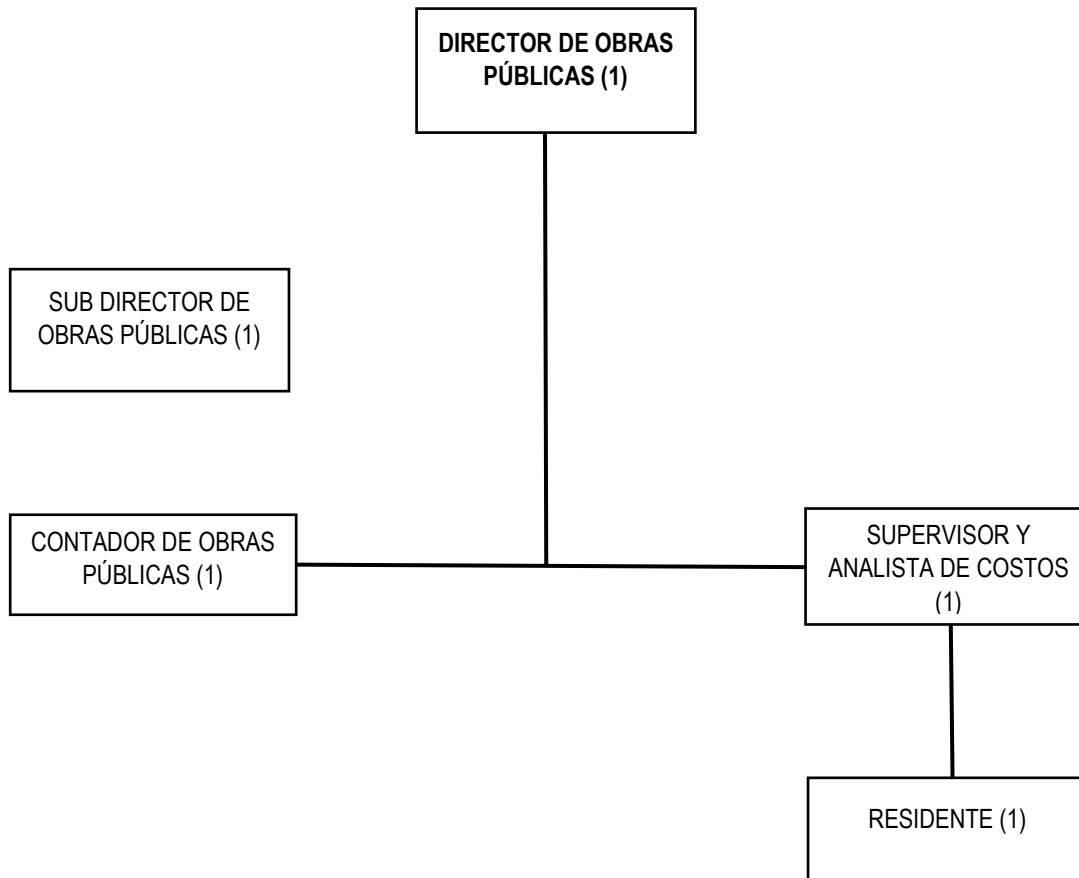 DIRECTOR DE OBRAS
PÚBLICAS (1)
SUB DIRECTOR DE
OBRAS PÚBLICAS (1)
CONTADOR DE OBRAS
PÚBLICAS (1)
SUPERVISOR Y
ANALISTA DE COSTOS
(1)
RESIDENTE (1)